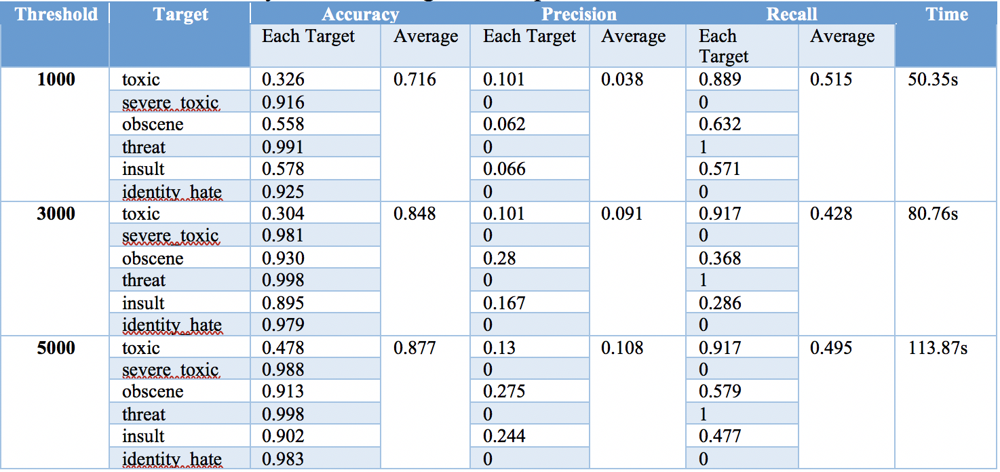 Threshold Target Accuracy Precision Recall Time
Each Target Average Each Target Average Each Target Average
1000 toxic 0.326 0.716 0.101 0.038 0.889 0.515 50.35s
severe_toxic 0.916 0 0
obscene 0.558 0.062 0.632
threat 0.991 0 1
insult 0.578 0.066 0.571
identity_hate 0.925 0 0
3000 toxic 0.304 0.848 0.101 0.091 0.917 0.428 80.76s
severe_toxic 0.981 0 0
obscene 0.930 0.28 0.368
threat 0.998 0 1
insult 0.895 0.167 0.286
identity_hate 0.979 0 0
5000 toxic 0.478 0.877 0.13 0.108 0.917 0.495 113.87s
severe_toxic 0.988 0 0
obscene 0.913 0.275 0.579
threat 0.998 0 1
insult 0.902 0.244 0.477
identity_hate 0.983 0 0